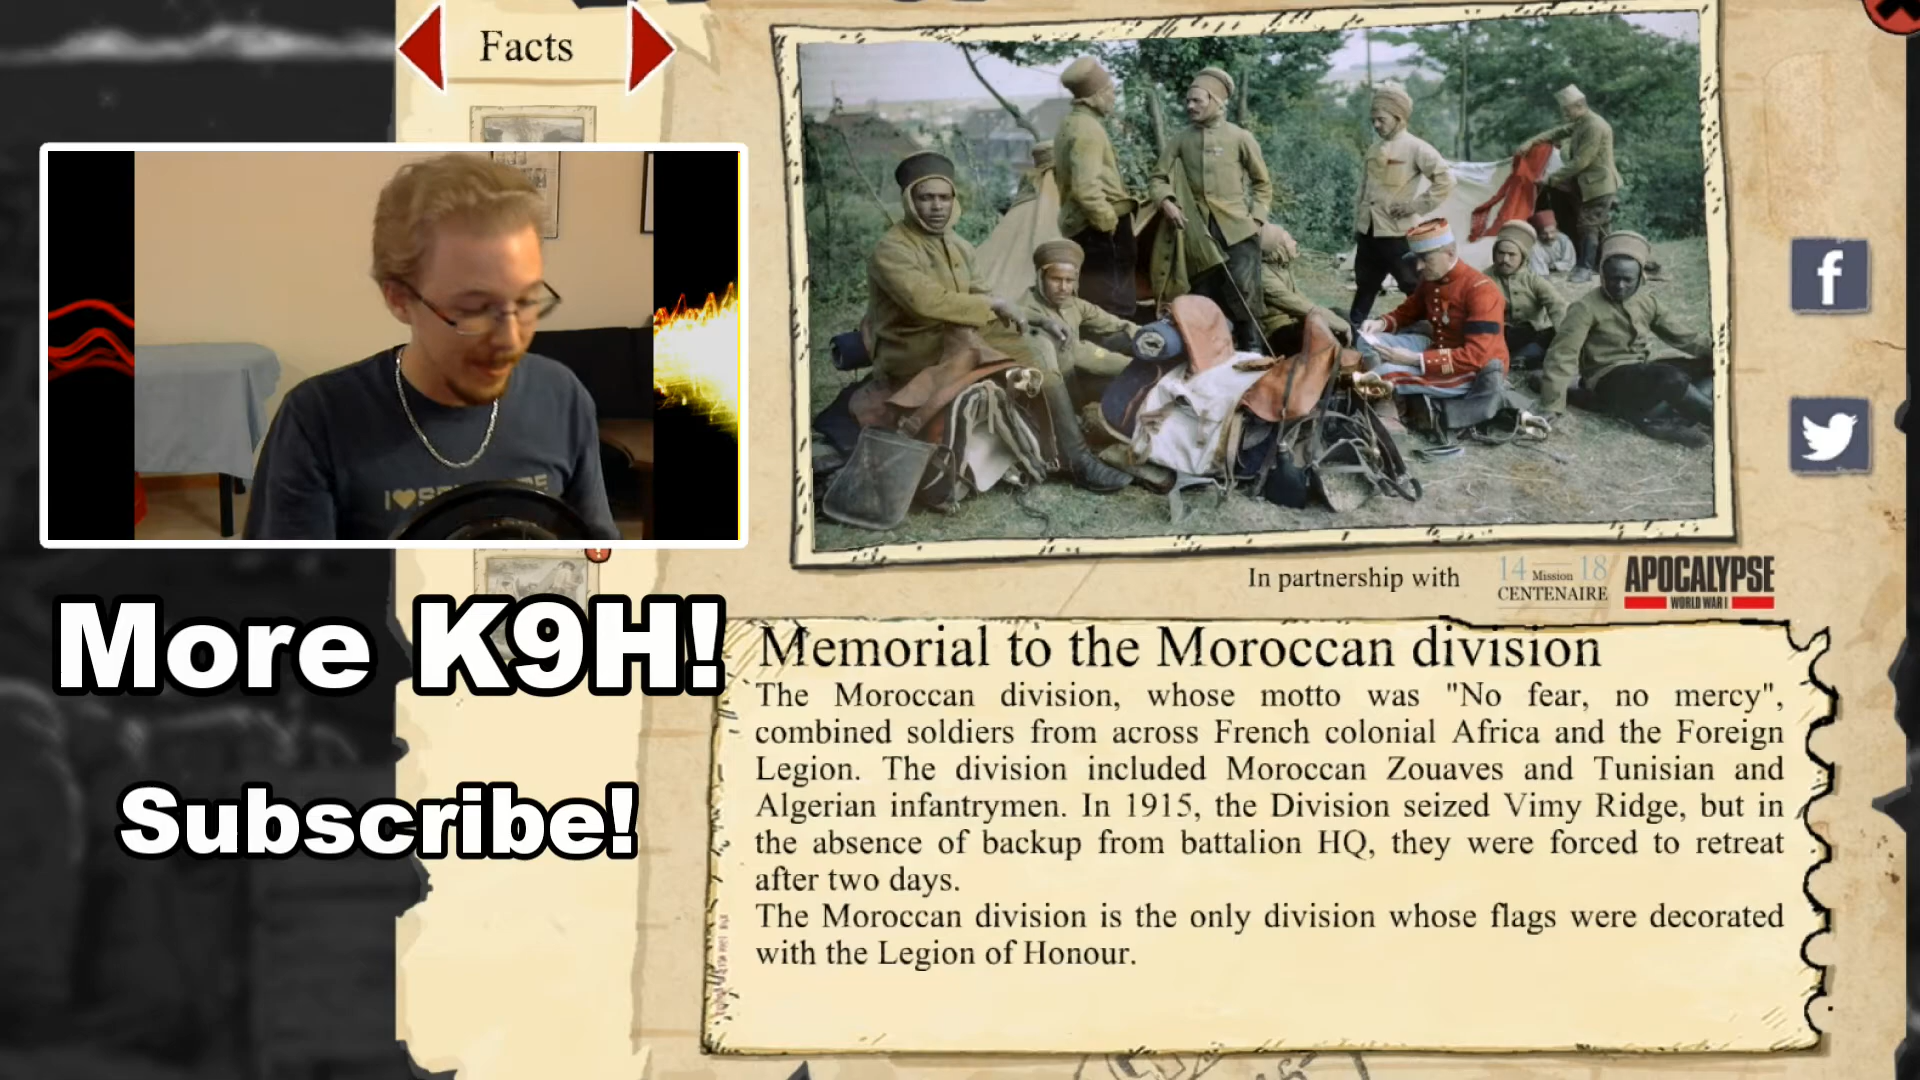 Facts
In partnership with
14 Mission 18
CENTENAIRE
APOCALYPSE
WORLD WAR I
More K9H!
Subscribe!
Memorial to the Moroccan division
The Moroccan division, whose motto was "No fear, no mercy",
combined soldiers from across French colonial Africa and the Foreign
Legion. The division included Moroccan Zouaves and Tunisian and
Algerian infantrymen. In 1915, the Division seized Vimy Ridge, but in
the absence of backup from battalion HQ, they were forced to retreat
after two days.
The Moroccan division is the only division whose flags were decorated
with the Legion of Honour.